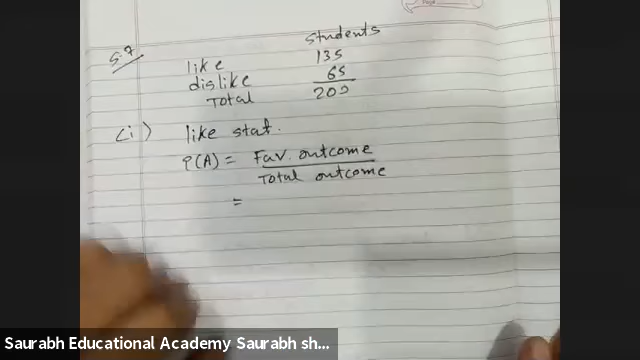 students
S.7
like 135
dislike 65
Total 200
(i) like stat.
P(A) = Fav. outcome
Total outcome
=
Saurabh Educational Academy Saurabh sh...